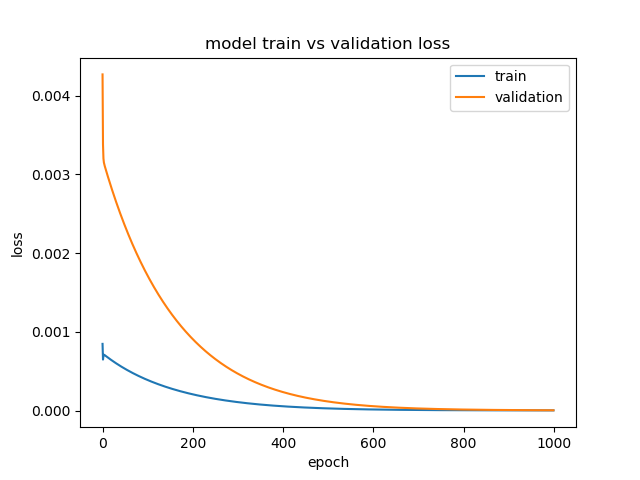 model train vs validation loss
train
validation
0.004
0.003
0.002
0.001
0.000
loss
0 200 400 600 800 1000
epoch